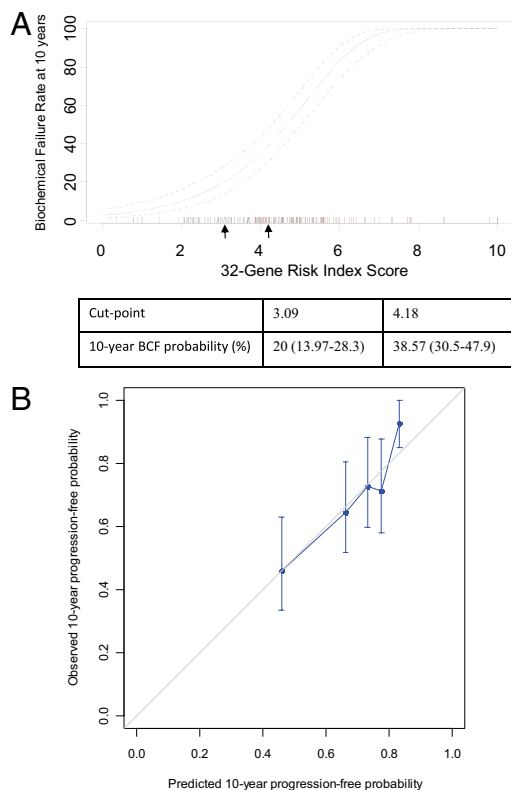 A
Biochemical Failure Rate at 10 years
100
80
60
40
20
0
0 2 4 6 8 10
32-Gene Risk Index Score
Cut-point 3.09 4.18
10-year BCF probability (%) 20 (13.97-28.3) 38.57 (30.5-47.9)
B
Observed 10-year progression-free probability
1.0
0.8
0.6
0.4
0.2
0.0
0.0 0.2 0.4 0.6 0.8 1.0
Predicted 10-year progression-free probability